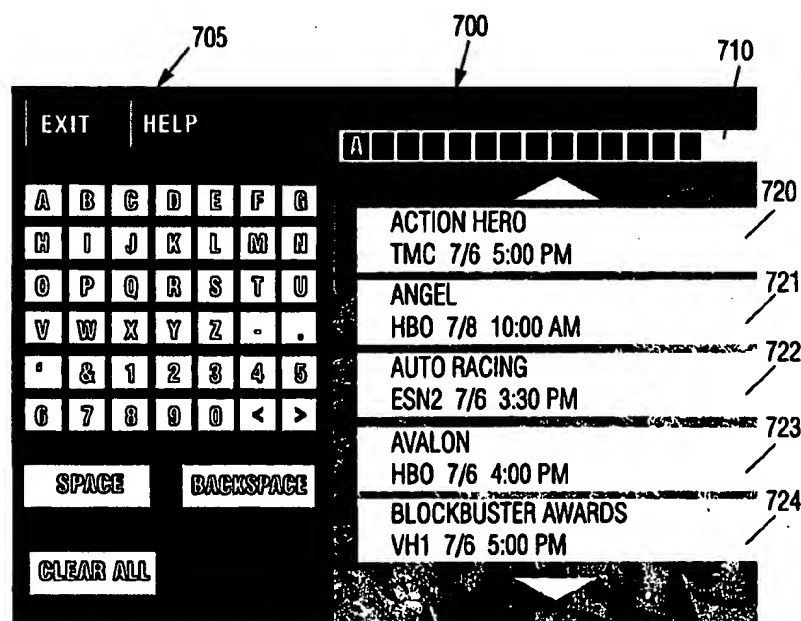 705
700
710
EXIT HELP
A
A B C D E F G
H I J K L M N
O P Q R S T U
V W X Y Z - .
' & 1 2 3 4 5
6 7 8 9 0 < >
SPACE BACKSPACE
CLEAR ALL
720
ACTION HERO
TMC 7/6 5:00 PM
721
ANGEL
HBO 7/8 10:00 AM
722
AUTO RACING
ESN2 7/6 3:30 PM
723
AVALON
HBO 7/6 4:00 PM
724
BLOCKBUSTER AWARDS
VH1 7/6 5:00 PM